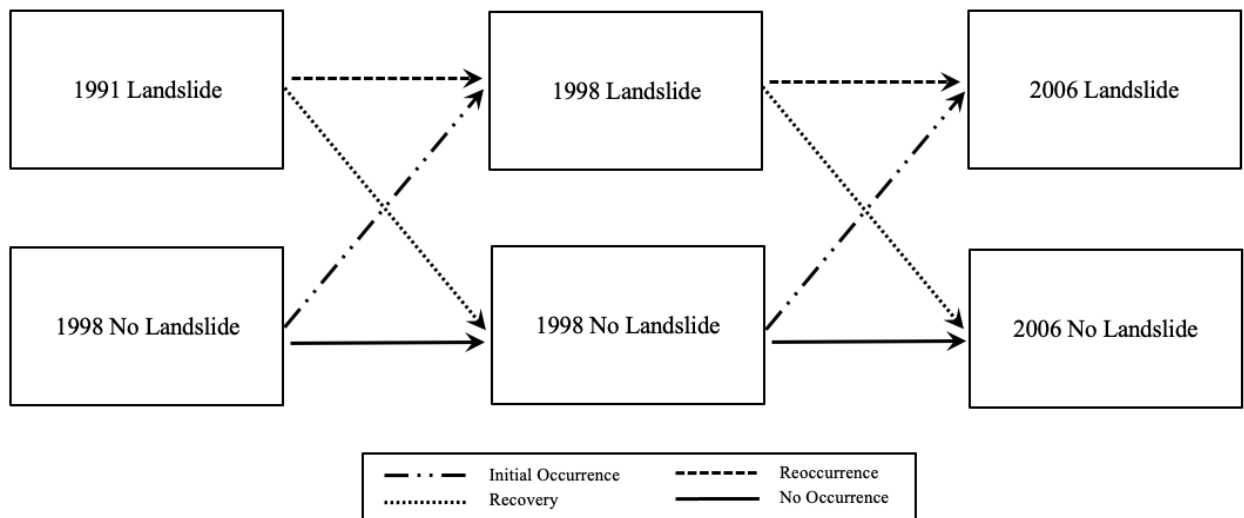 1991 Landslide
1998 Landslide
2006 Landslide
1998 No Landslide
1998 No Landslide
2006 No Landslide
Initial Occurrence
Reoccurrence
Recovery
No Occurrence